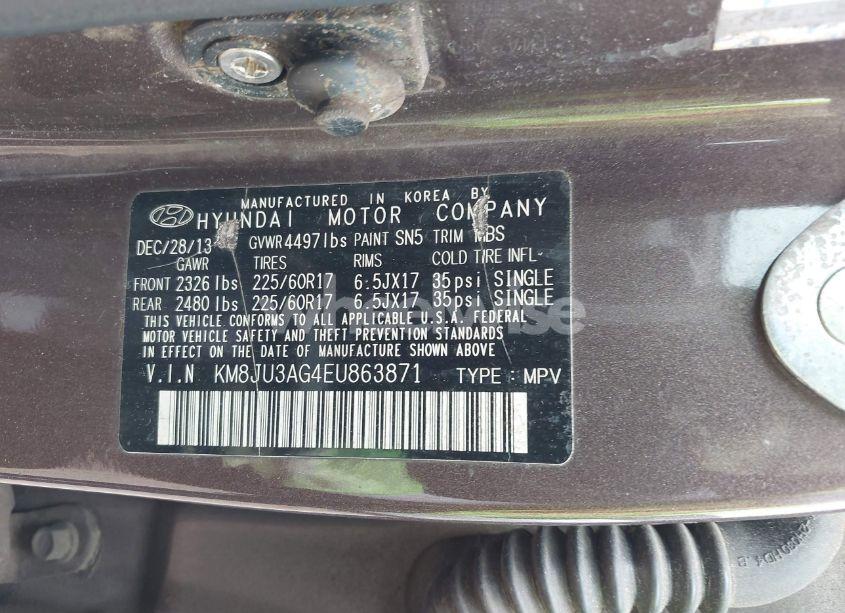 MANUFACTURED IN KOREA BY
HYUNDAI MOTOR COMPANY
DEC/28/13 GVWR 4497lbs PAINT SN5 TRIM MBS
GAWR TIRES RIMS COLD TIRE INFL.
FRONT 2326 lbs 225/60R17 6.5JX17 35psi SINGLE
REAR 2480 lbs 225/60R17 6.5JX17 35psi SINGLE
THIS VEHICLE CONFORMS TO ALL APPLICABLE U.S.A. FEDERAL
MOTOR VEHICLE SAFETY AND THEFT PREVENTION STANDARDS
IN EFFECT ON THE DATE OF MANUFACTURE SHOWN ABOVE
V.I.N KM8JU3AG4EU863871 TYPE : MPV